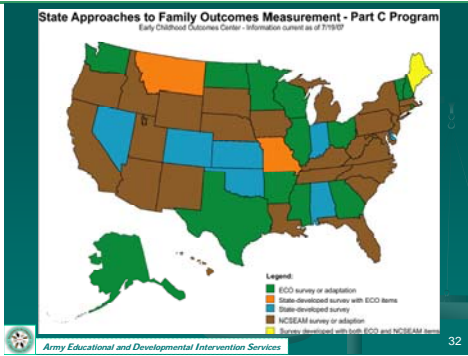 State Approaches to Family Outcomes Measurement - Part C Program
Early Childhood Outcomes Center - Information current as of 7/19/07
Legend:
ECO survey or adaptation
State-developed survey with ECO items
State-developed survey
NCSEAM survey or adaption
Survey developed with both ECO and NCSEAM items
Army Educational and Developmental Intervention Services
32